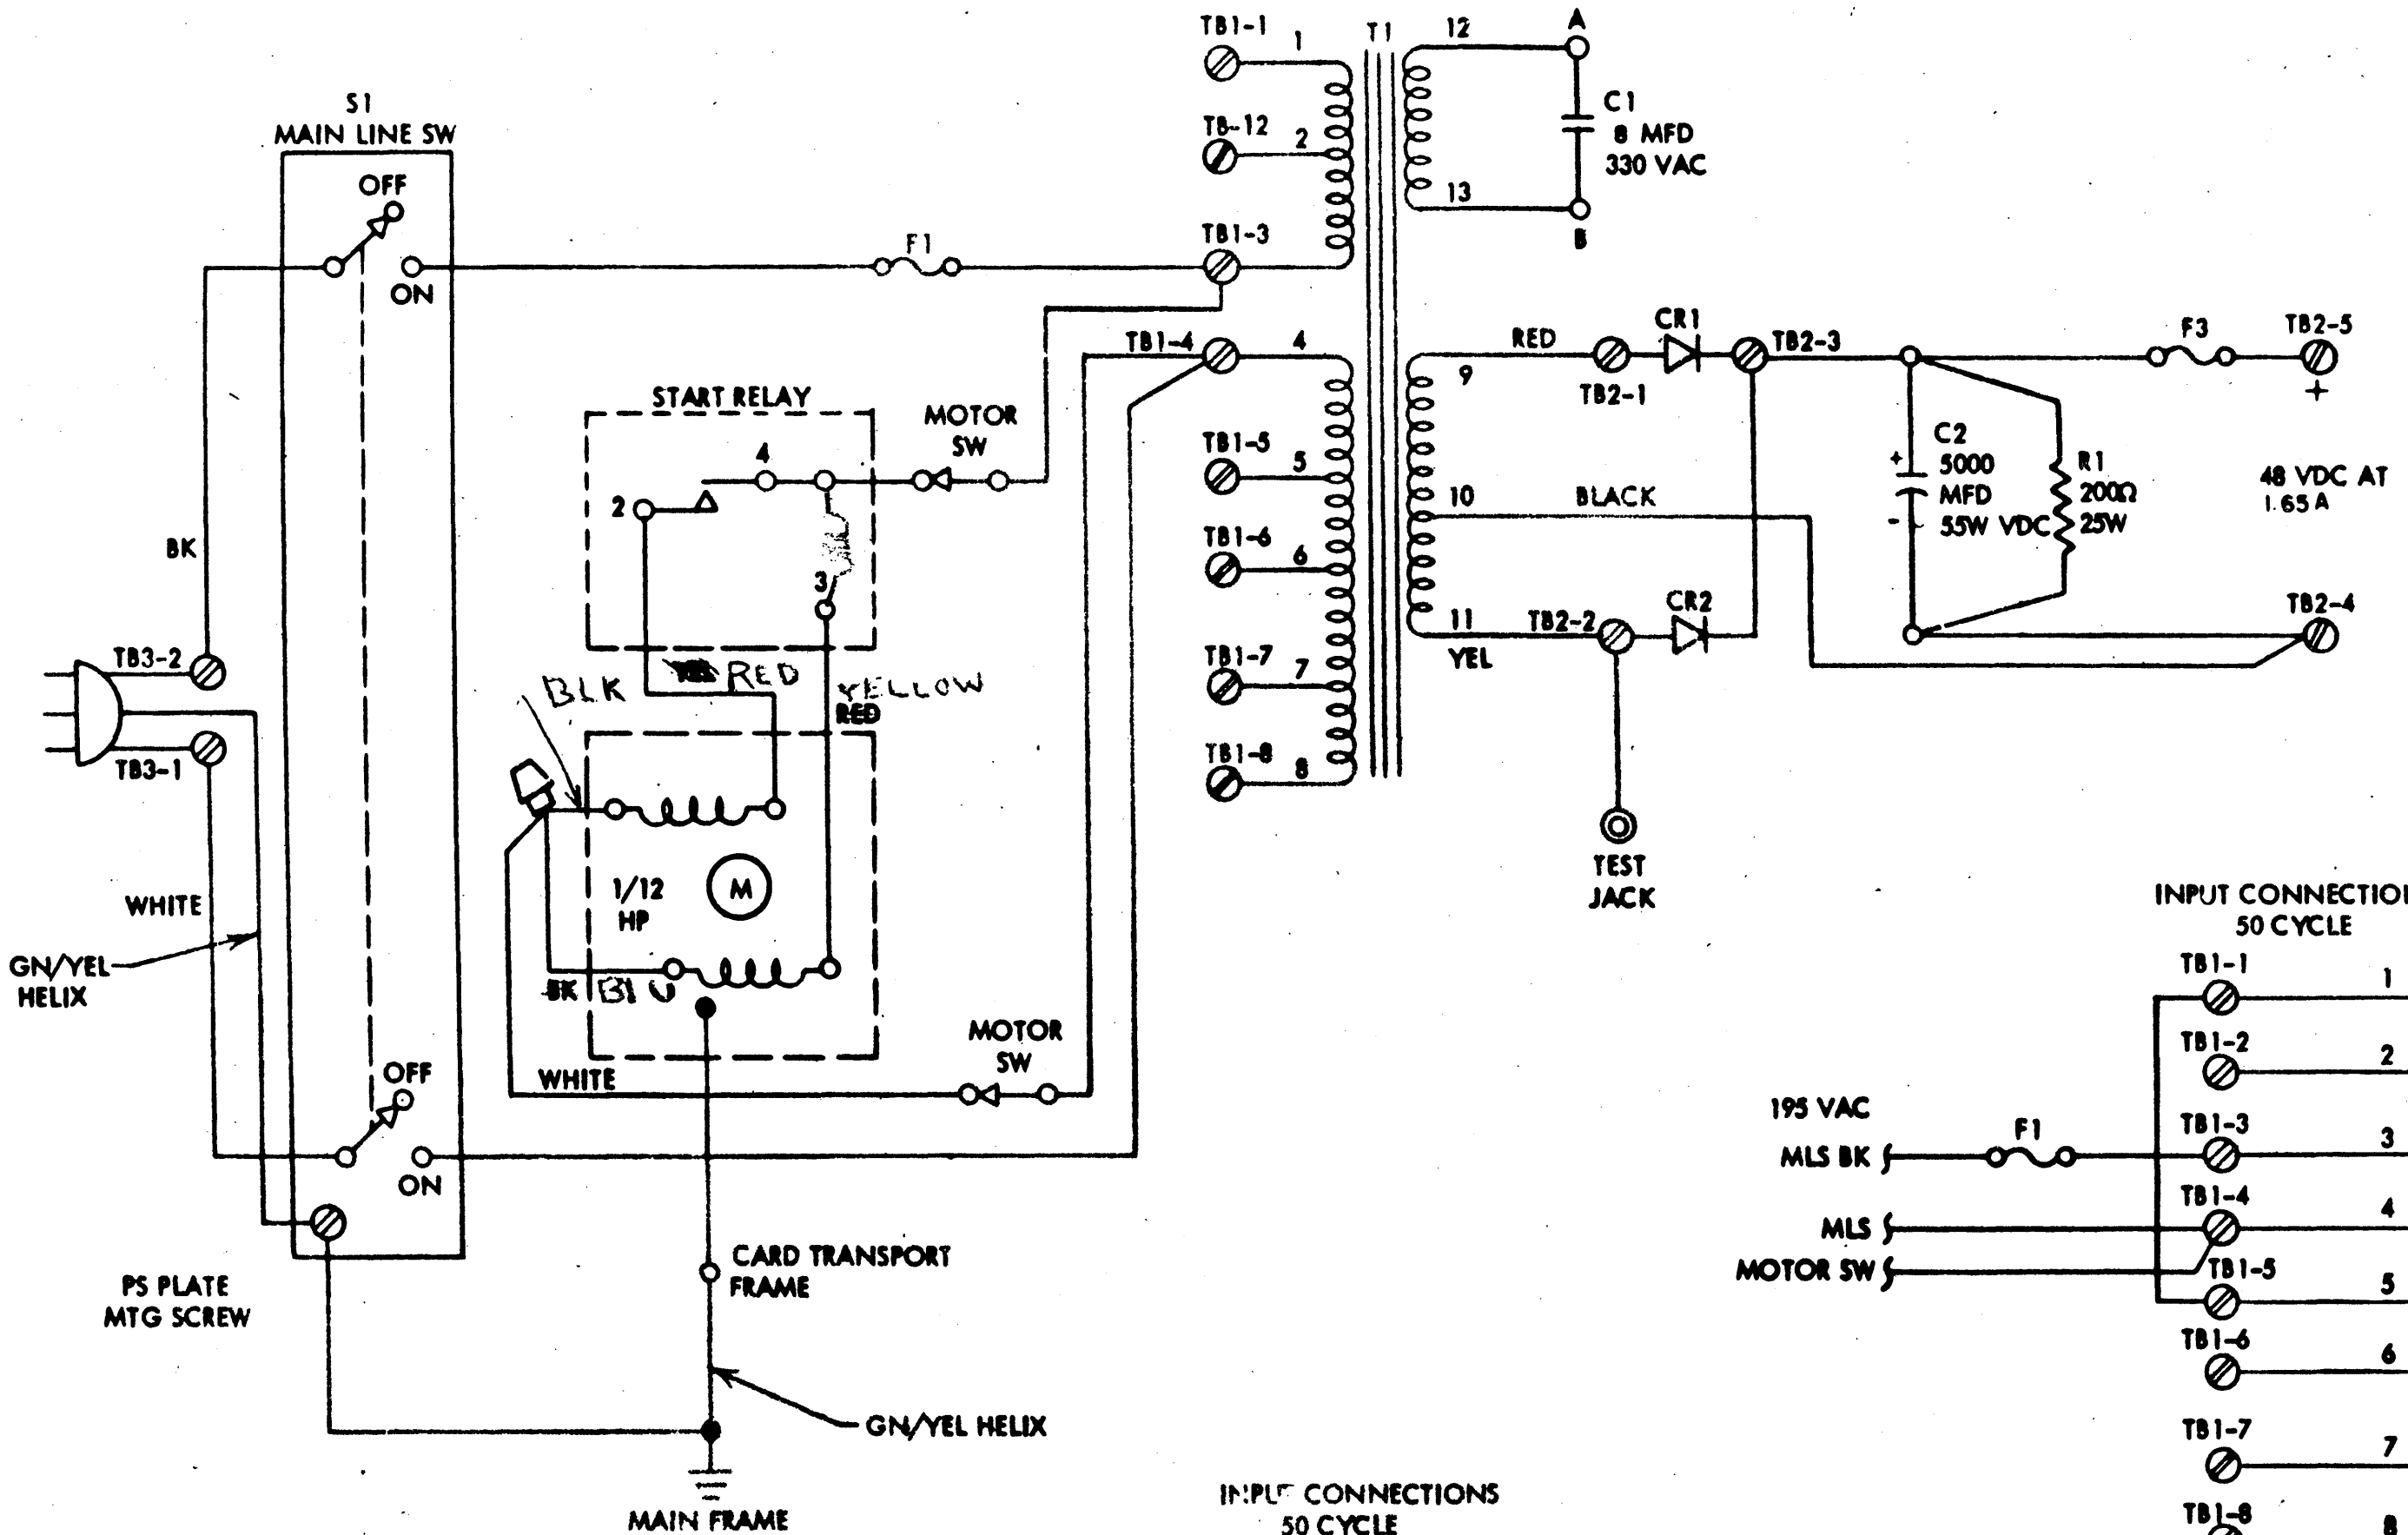 S1
MAIN LINE SW
OFF
ON
BK
TB3-2
TB3-1
WHITE
GN/YEL
HELIX
OFF
ON
PS PLATE
MTG SCREW
F1
START RELAY
4
2
3
MOTOR
SW
RED
YELLOW
RED
BLK
1/12
HP
M
BK BLU
WHITE
MOTOR
SW
CARD TRANSPORT
FRAME
GN/YEL HELIX
MAIN FRAME
TB1-1
1
TB-12
2
TB1-3
TB1-4
4
TB1-5
5
TB1-6
6
TB1-7
7
TB1-8
8
T1
12
A
C1
8 MFD
330 VAC
13
B
RED
9
TB2-1
CR1
TB2-3
10
BLACK
11
YEL
TB2-2
CR2
TEST
JACK
C2
+
5000
MFD
-
55W VDC
R1
200Ω
25W
F3
TB2-5
+
48 VDC AT
1.65A
TB2-4
INPUT CONNECTION
50 CYCLE
TB1-1
1
TB1-2
2
195 VAC
MLS BK
F1
TB1-3
3
TB1-4
4
MLS
MOTOR SW
TB1-5
5
TB1-6
6
TB1-7
7
TB1-8
8
INPUT CONNECTIONS
50 CYCLE